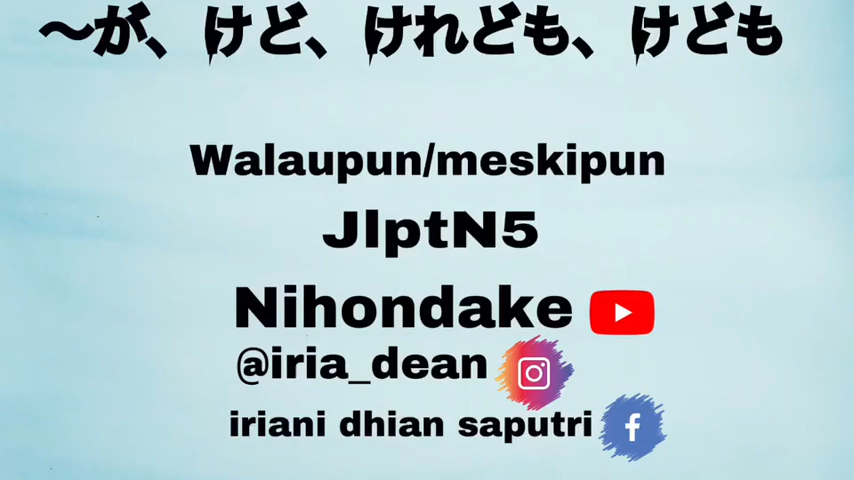 〜が、けど、けれども、けども
Walaupun/meskipun
JlptN5
Nihondake
@iria_dean
iriani dhian saputri